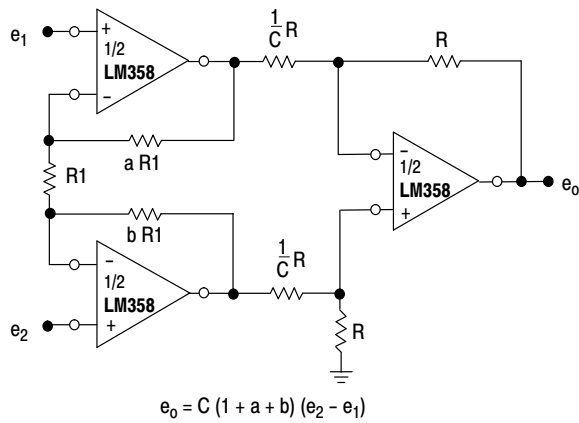 e1
+
1/2
LM358
−
1/C R
R
a R1
R1
b R1
−
1/2
LM358
+
eo
−
1/2
LM358
+
e2
1/C R
R
eo = C (1 + a + b) (e2 − e1)